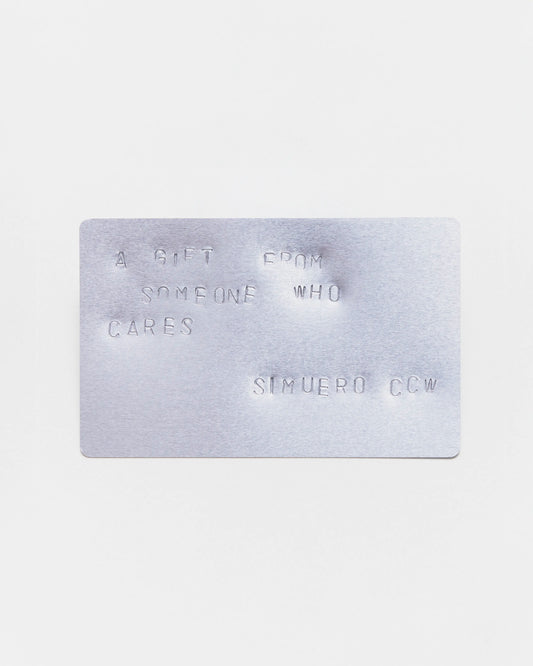 A GIFT FROM
SOMEONE WHO
CARES
SIMUERO CCW